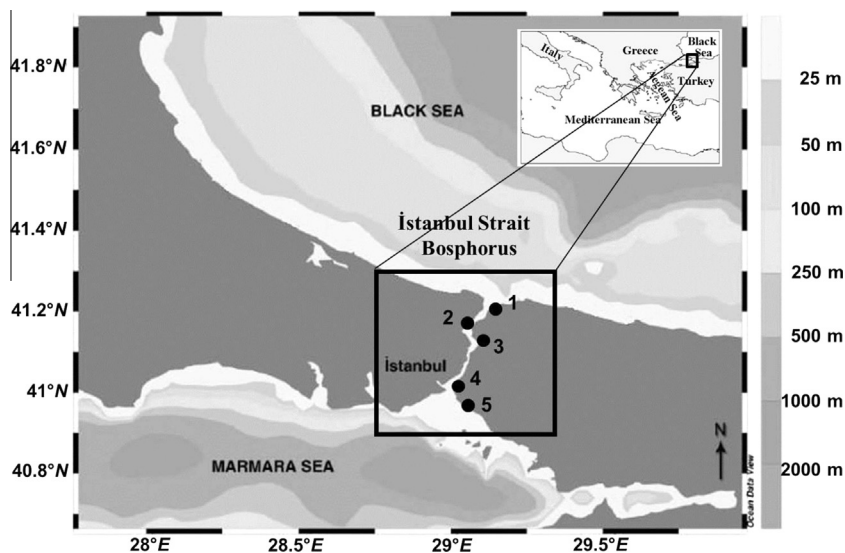 41.8°N
41.6°N
41.4°N
41.2°N
41°N
40.8°N
28°E
28.5°E
29°E
29.5°E
BLACK SEA
İstanbul Strait
Bosphorus
1
2
3
4
5
İstanbul
MARMARA SEA
N
Ocean Data View
Italy
Greece
Black
Sea
Turkey
Aegean Sea
Mediterranean Sea
25 m
50 m
100 m
250 m
500 m
1000 m
2000 m